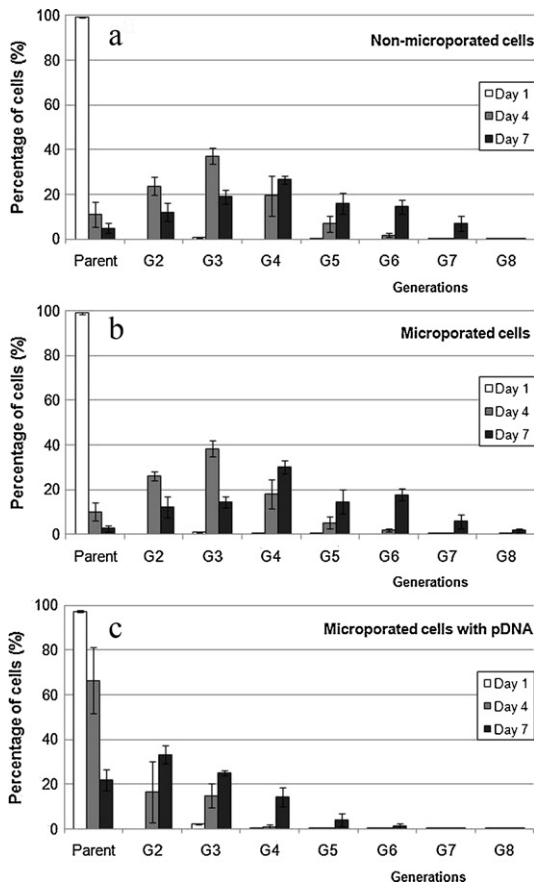 a
Non-microporated cells
Percentage of cells (%)
100
80
60
40
20
0
Day 1
Day 4
Day 7
Parent G2 G3 G4 G5 G6 G7 G8
Generations
b
Microporated cells
Percentage of cells (%)
100
80
60
40
20
0
Day 1
Day 4
Day 7
Parent G2 G3 G4 G5 G6 G7 G8
Generations
c
Microporated cells with pDNA
Percentage of cells (%)
100
80
60
40
20
0
Day 1
Day 4
Day 7
Parent G2 G3 G4 G5 G6 G7 G8
Generations